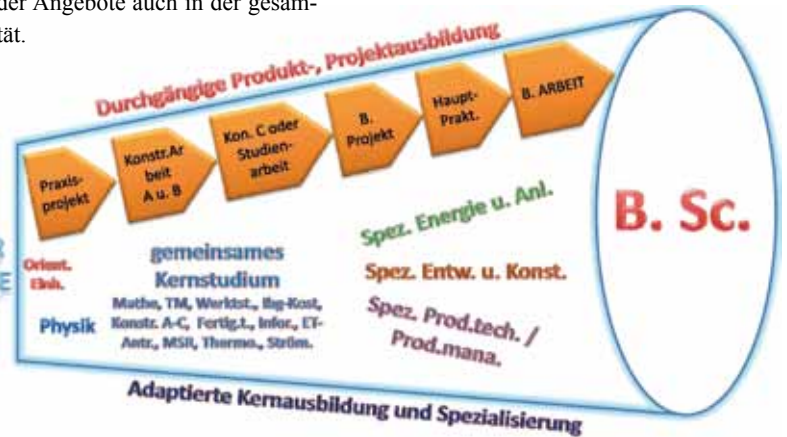 der Angebote auch in der gesam-
tät.
Durchgängige Produkt-, Projektausbildung
Praxis-
projekt
Konstr.Ar
beit
A u. B
Kon. C oder
Studien-
arbeit
B.
Projekt
Haupt-
Prakt.
B. ARBEIT
E
Orient.
Einh.
Physik
gemeinsames
Kernstudium
Mathe, TM, Werkst., Ing-Kost,
Konstr. A-C, Fertig.t., Infor., ET-
Antr., MSR, Thermo., Ström.
Spez. Energie u. Anl.
Spez. Entw. u. Konst.
Spez. Prod.tech. /
Prod.mana.
B. Sc.
Adaptierte Kernausbildung und Spezialisierung